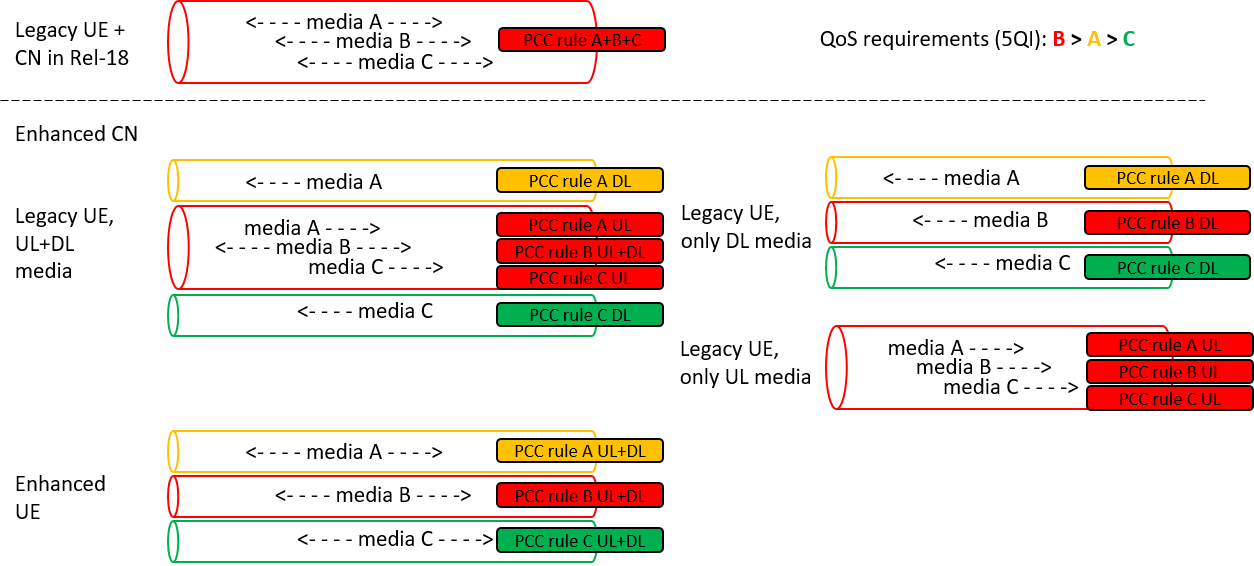 Legacy UE +
CN in Rel-18
<- - - - media A - - - ->
<- - - - media B - - - ->
<- - - - media C - - - ->
PCC rule A+B+C
QoS requirements (5QI): B > A > C
Enhanced CN
Legacy UE,
UL+DL
media
<- - - - media A
PCC rule A DL
media A - - - ->
<- - - - media B - - - ->
media C - - - ->
PCC rule A UL
PCC rule B UL+DL
PCC rule C UL
<- - - - media C
PCC rule C DL
Legacy UE,
only DL media
<- - - - media A
PCC rule A DL
<- - - - media B
PCC rule B DL
<- - - - media C
PCC rule C DL
Legacy UE,
only UL media
media A - - - ->
media B - - - ->
media C - - - ->
PCC rule A UL
PCC rule B UL
PCC rule C UL
Enhanced
UE
<- - - - media A - - - ->
PCC rule A UL+DL
<- - - - media B - - - ->
PCC rule B UL+DL
<- - - - media C - - - ->
PCC rule C UL+DL